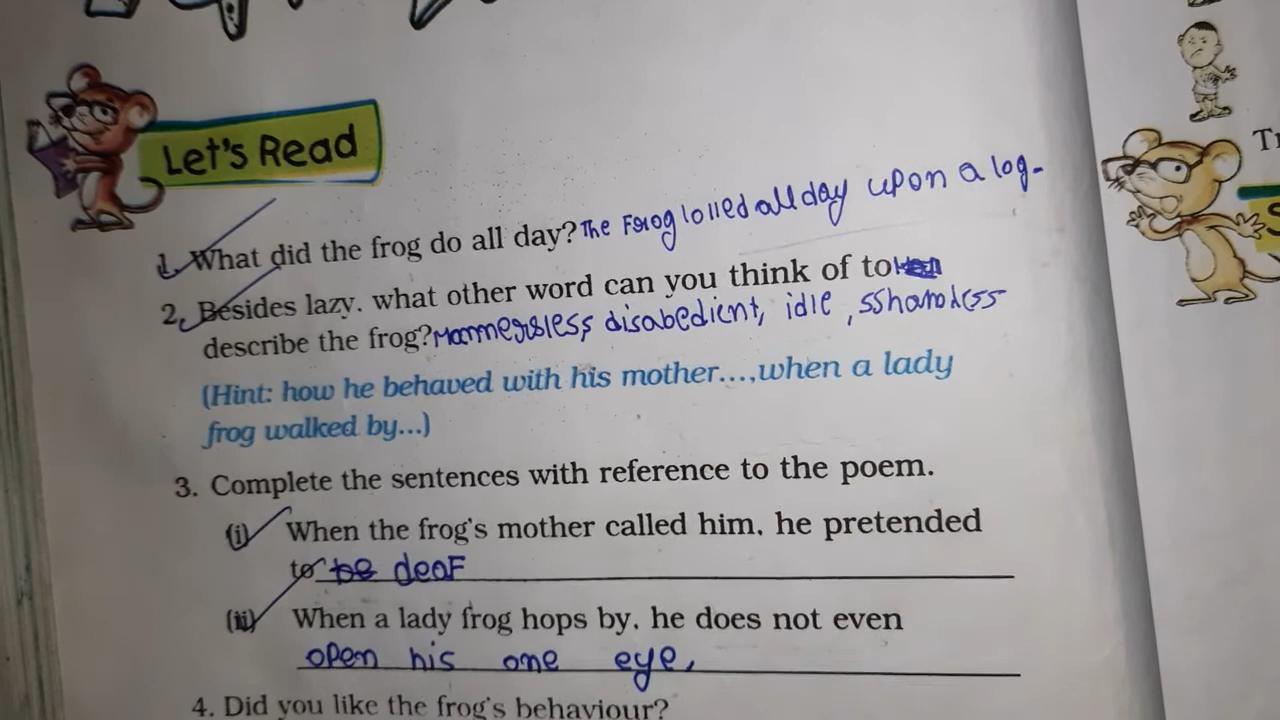 Let's Read
1. What did the frog do all day? The Frog lolled all day upon a log.
2. Besides lazy, what other word can you think of to
describe the frog? Mannersless, disabedient, idle, sshamless
(Hint: how he behaved with his mother...,when a lady
frog walked by...)
3. Complete the sentences with reference to the poem.
(i) When the frog's mother called him, he pretended
to be deaf
(ii) When a lady frog hops by, he does not even
open his one eye,
4. Did you like the frog's behaviour?